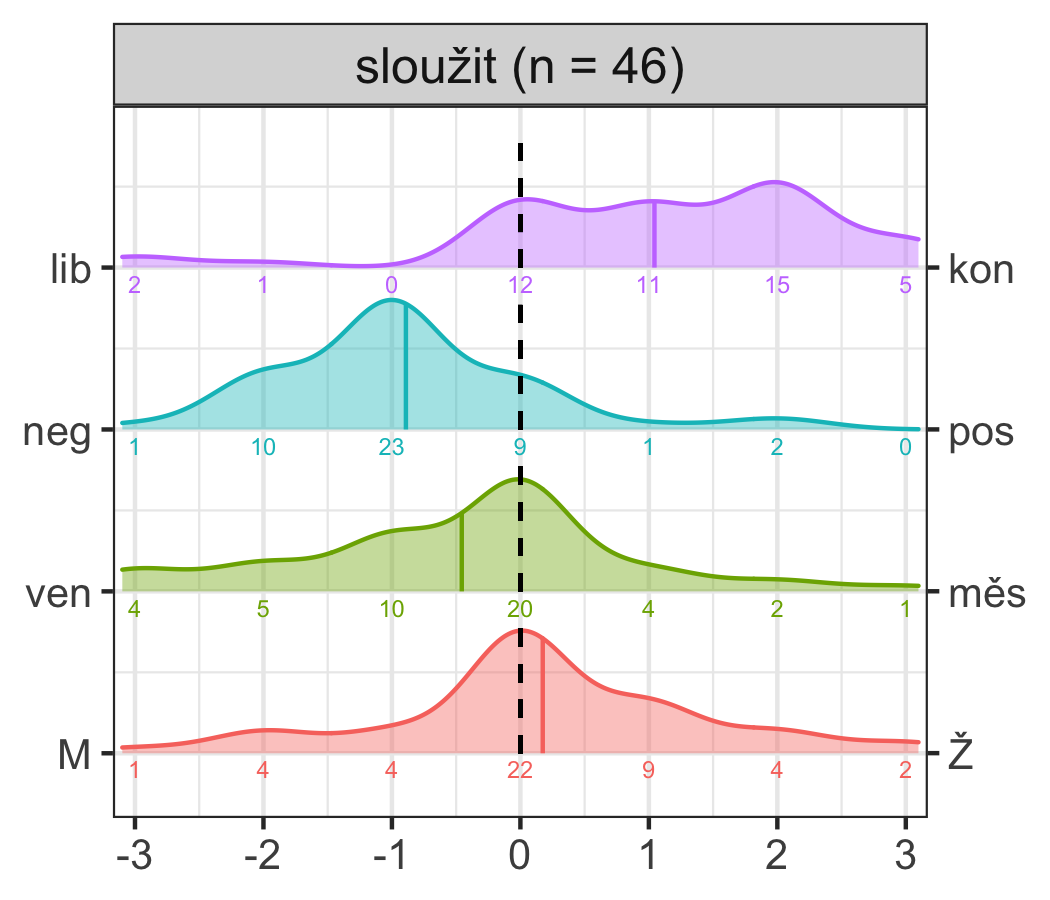 sloužit (n = 46)
lib kon
2 1 0 12 11 15 5
neg pos
1 10 23 9 1 2 0
ven měs
4 5 10 20 4 2 1
M Ž
1 4 4 22 9 4 2
-3 -2 -1 0 1 2 3